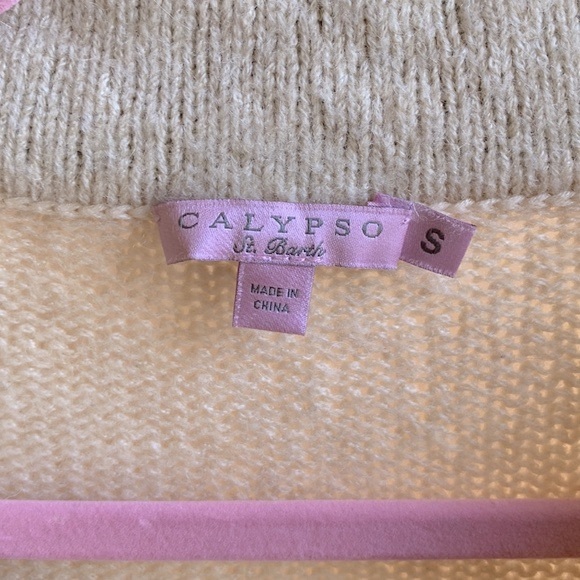 CALYPSO
St. Barth
S
MADE IN
CHINA